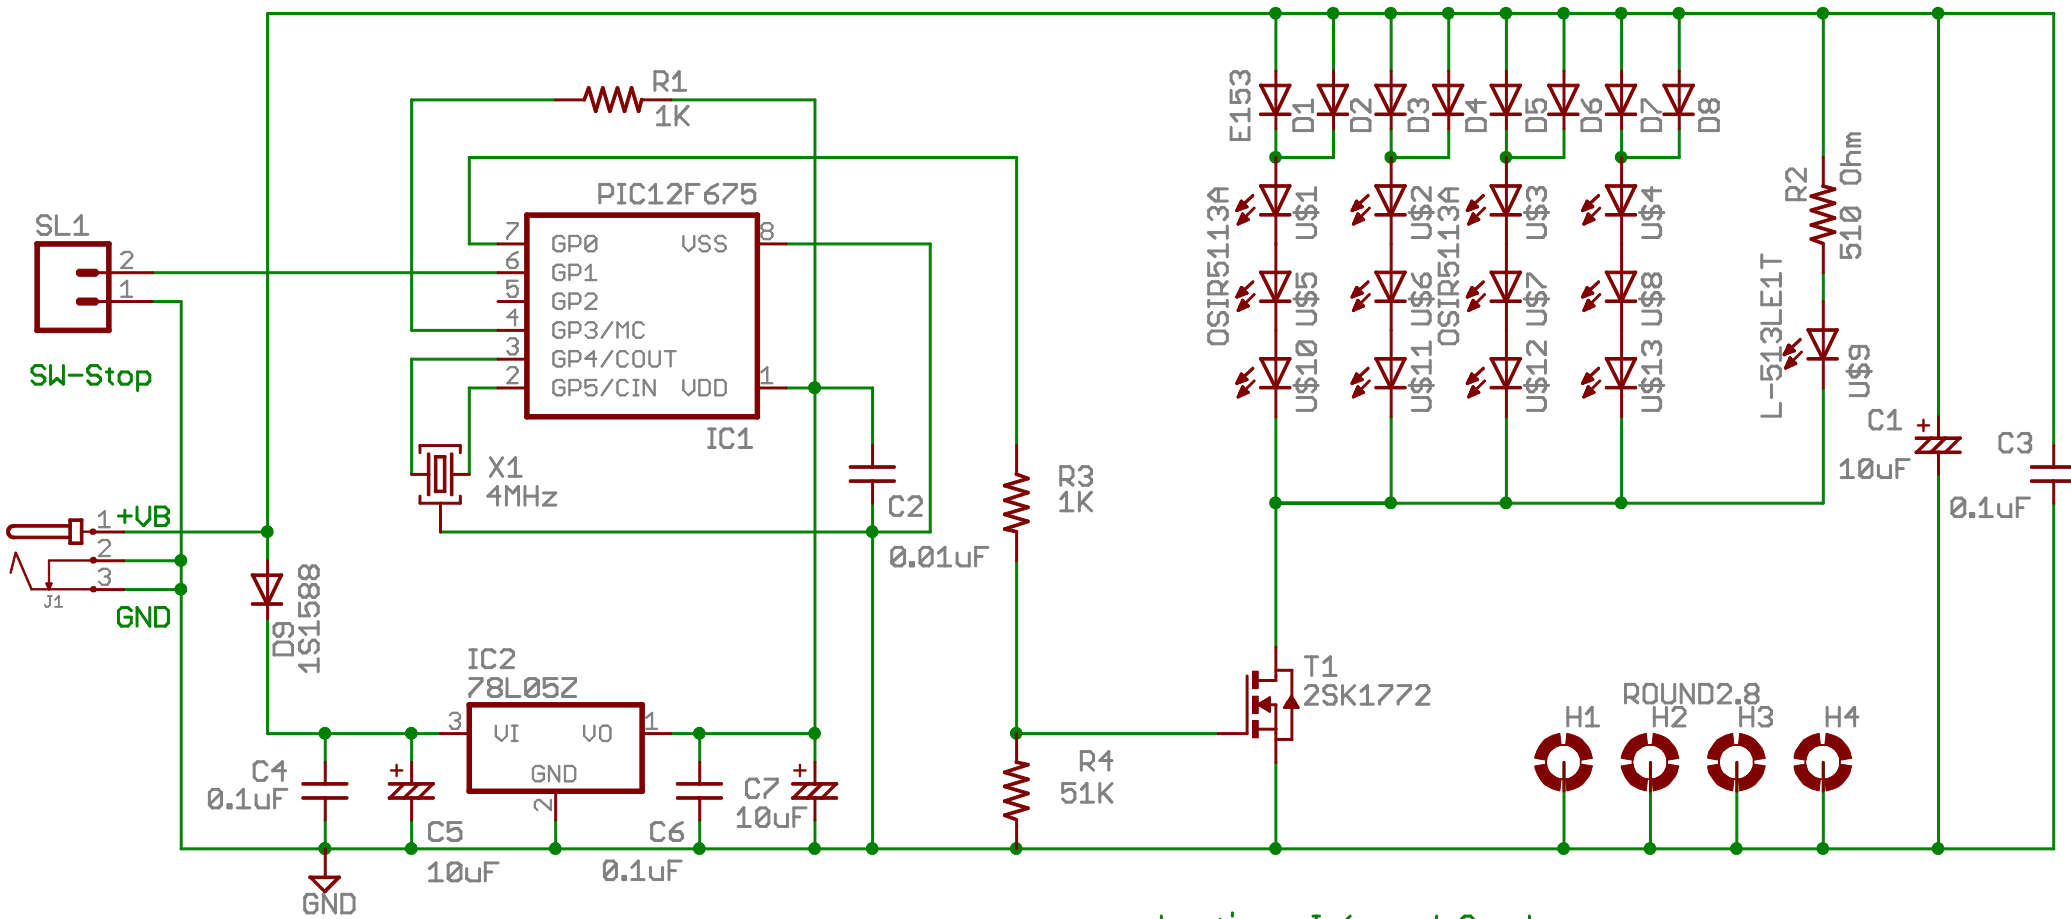 R1
1K
PIC12F675
7 GP0 VSS 8
6 GP1
5 GP2
4 GP3/MC
3 GP4/COUT
2 GP5/CIN VDD 1
IC1
SL1
2
1
SW-Stop
X1
4MHz
C2
0.01uF
1 +VB
2
3
J1
GND
D9
1S1588
IC2
78L05Z
3 VI VO 1
GND
2
C4
0.1uF
C5
10uF
C6
0.1uF
C7
10uF
GND
R3
1K
R4
51K
E153
D1
D2
D3
D4
D5
D6
D7
D8
OSIR5113A
U$1
U$2
OSIR5113A
U$3
U$4
U$5
U$6
U$7
U$8
U$10
U$11
U$12
U$13
R2
510 Ohm
L-513LE1T
U$9
C1
10uF
C3
0.1uF
T1
2SK1772
ROUND2.8
H1
H2
H3
H4